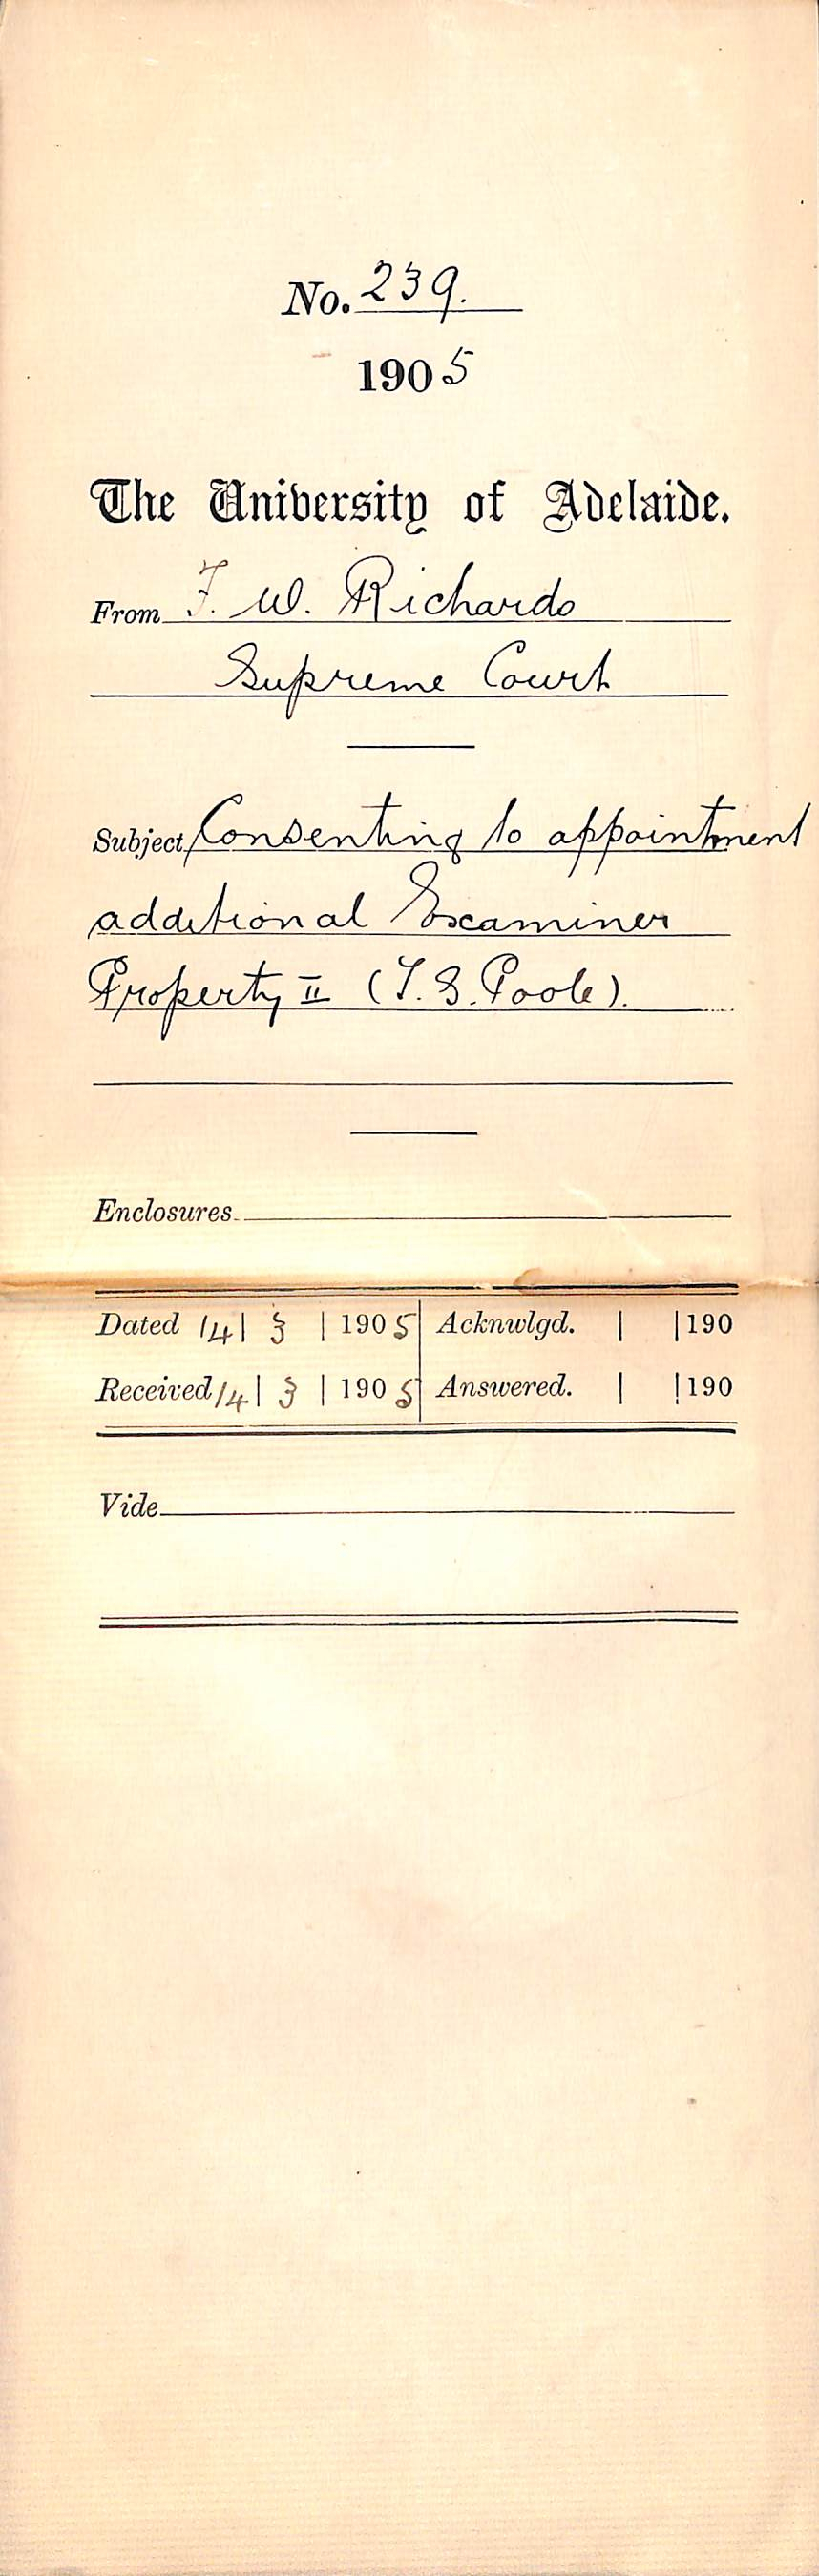 No. 239.
1905
The University of Adelaide.
From F. W. Richards
Supreme Court
Subject Consenting to appointment
additional Examiner
Property II (T. S. Poole).
Enclosures
Dated 14 | 3 | 1905 | Acknwlgd. | | 190
Received 14 | 3 | 1905 | Answered. | | 190
Vide